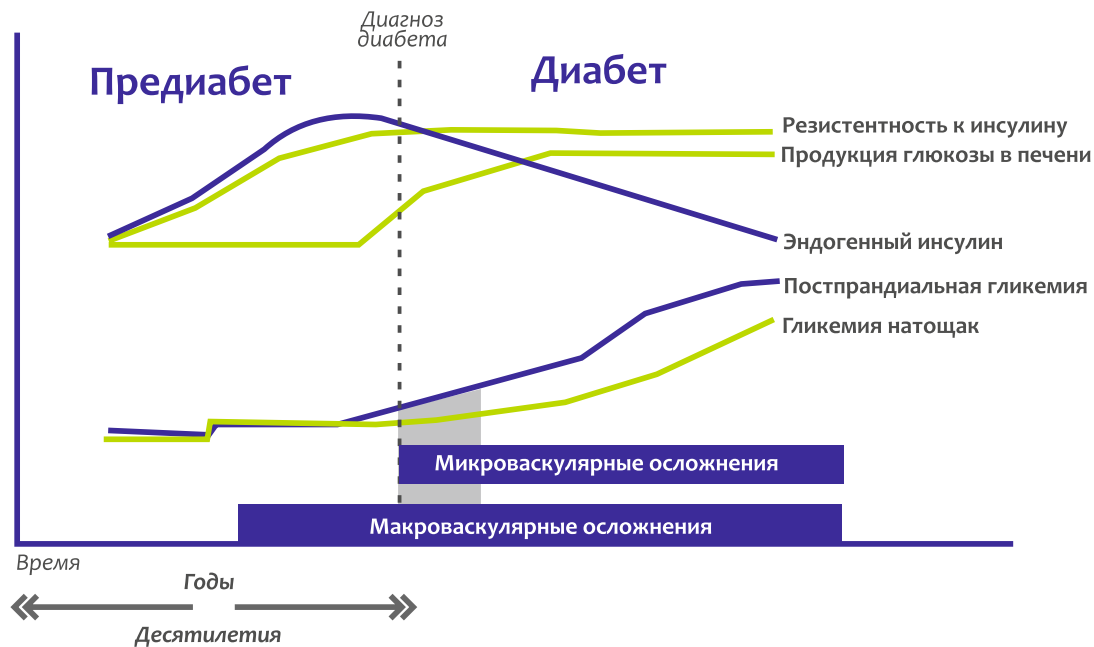 Диагноз
диабета
Предиабет
Диабет
Резистентность к инсулину
Продукция глюкозы в печени
Эндогенный инсулин
Постпрандиальная гликемия
Гликемия натощак
Микроваскулярные осложнения
Макроваскулярные осложнения
Время
Годы
Десятилетия